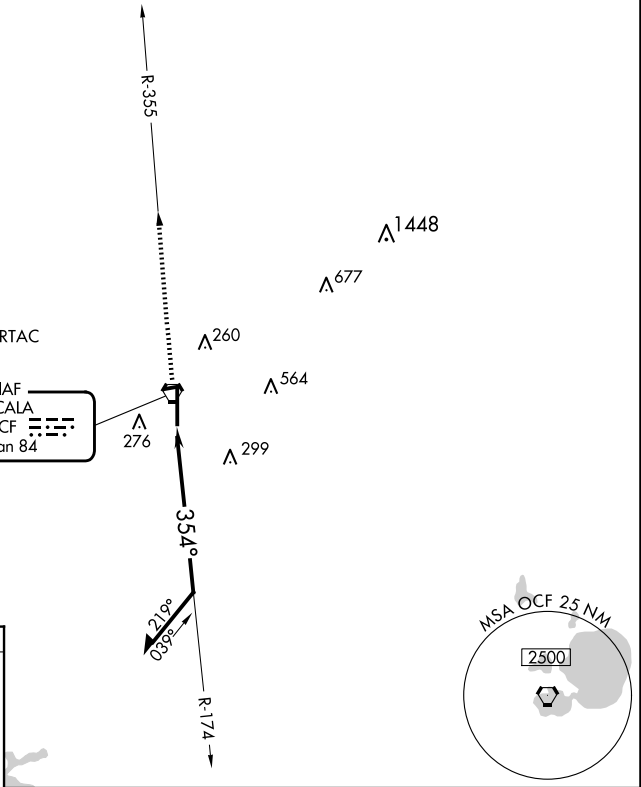 R-355
1448
677
260
RTAC
564
IAF
CALA
CF
an 84
276
299
354°
219°
039°
R-174
MSA OCF 25 NM
2500